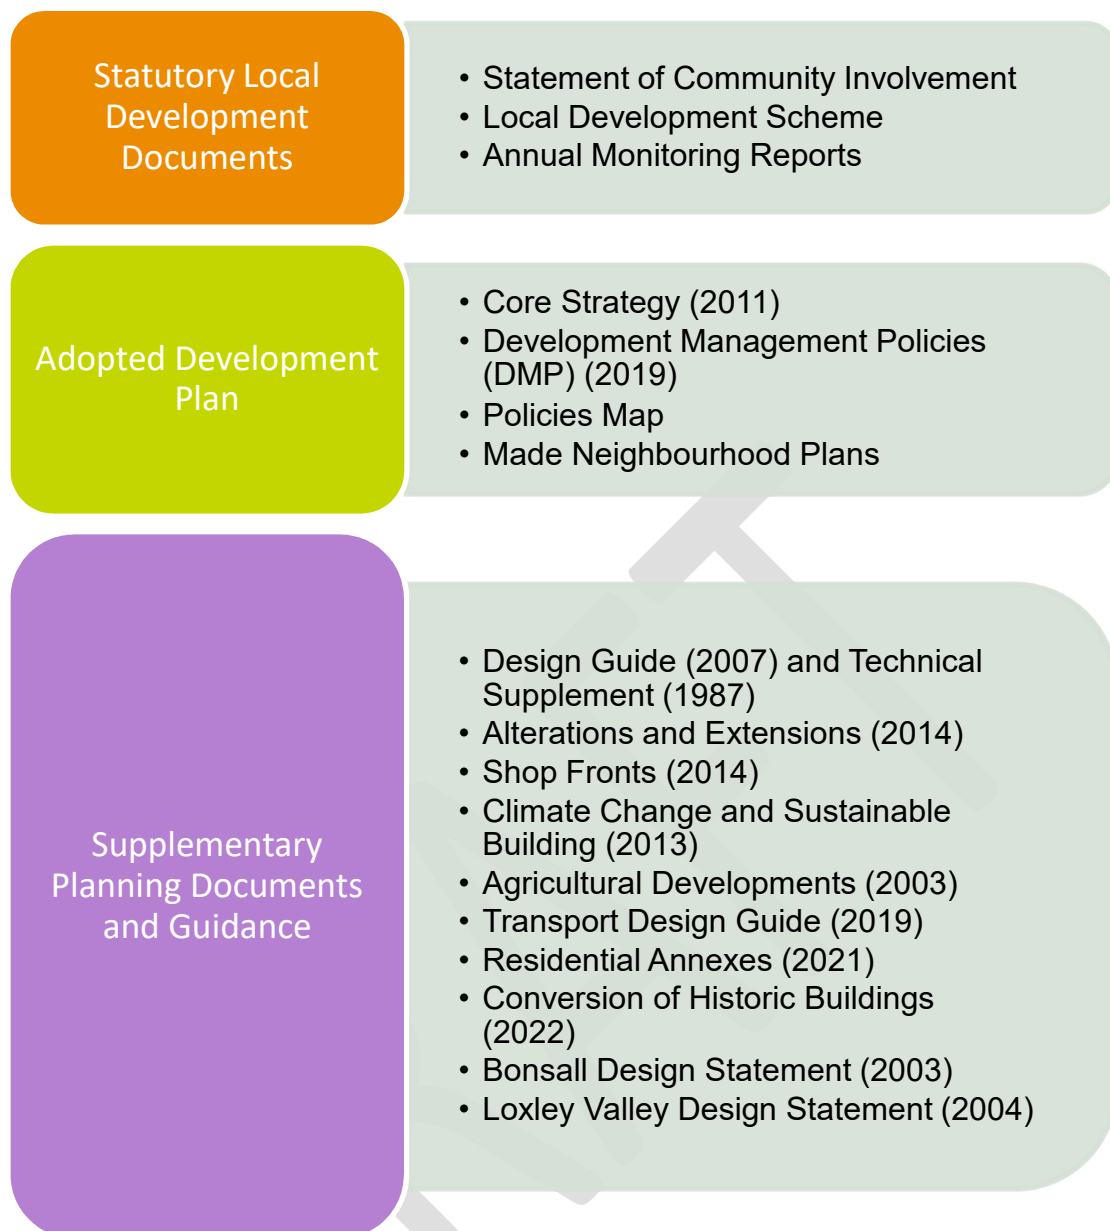 Statutory Local
Development
Documents
• Statement of Community Involvement
• Local Development Scheme
• Annual Monitoring Reports
Adopted Development
Plan
• Core Strategy (2011)
• Development Management Policies
(DMP) (2019)
• Policies Map
• Made Neighbourhood Plans
Supplementary
Planning Documents
and Guidance
• Design Guide (2007) and Technical
Supplement (1987)
• Alterations and Extensions (2014)
• Shop Fronts (2014)
• Climate Change and Sustainable
Building (2013)
• Agricultural Developments (2003)
• Transport Design Guide (2019)
• Residential Annexes (2021)
• Conversion of Historic Buildings
(2022)
• Bonsall Design Statement (2003)
• Loxley Valley Design Statement (2004)